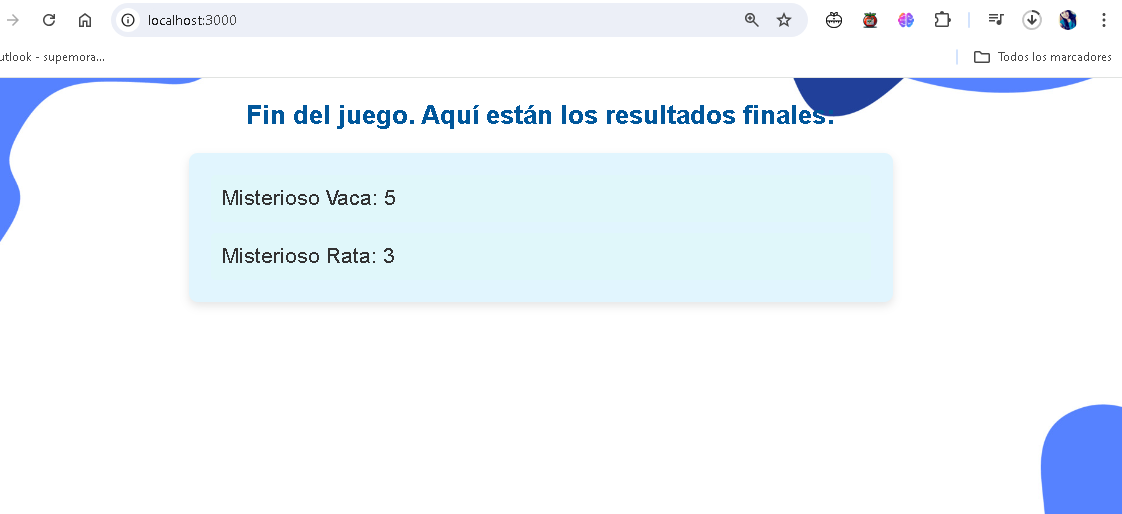 localhost:3000
utlook - supemora...
Todos los marcadores
Fin del juego. Aquí están los resultados finales:
Misterioso Vaca: 5
Misterioso Rata: 3